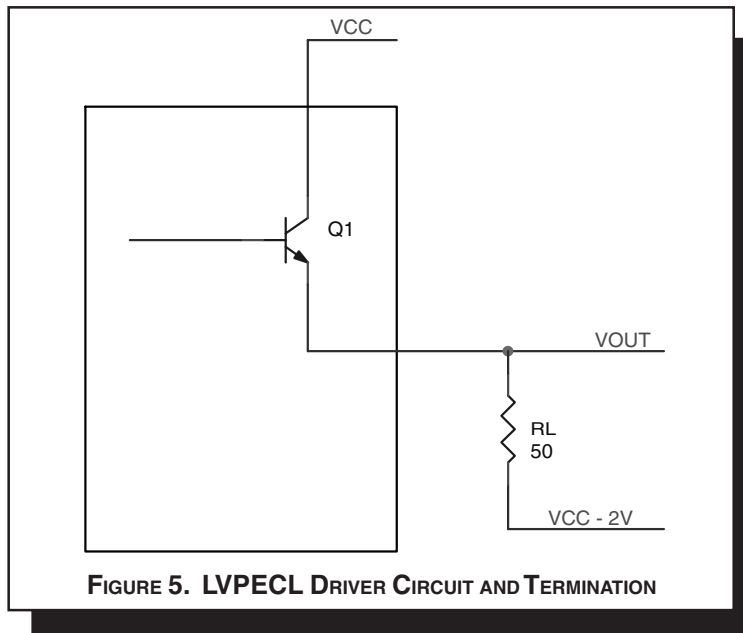 VCC
Q1
VOUT
RL
50
VCC - 2V
FIGURE 5. LVPECL DRIVER CIRCUIT AND TERMINATION